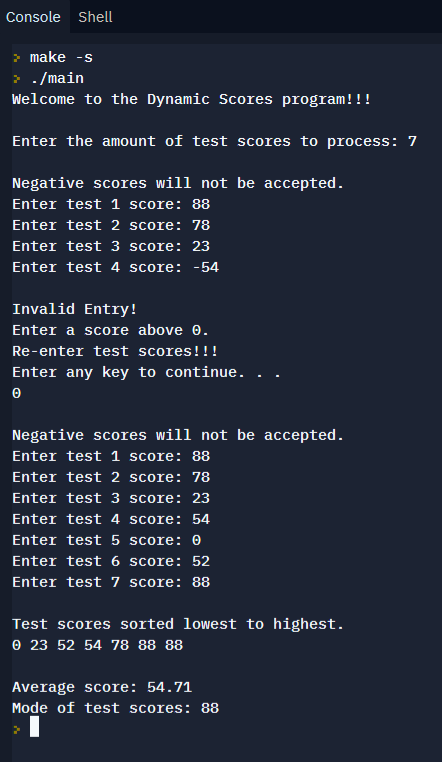 Console Shell
> make -s
> ./main
Welcome to the Dynamic Scores program!!!
Enter the amount of test scores to process: 7
Negative scores will not be accepted.
Enter test 1 score: 88
Enter test 2 score: 78
Enter test 3 score: 23
Enter test 4 score: -54
Invalid Entry!
Enter a score above 0.
Re-enter test scores!!!
Enter any key to continue. . .
0
Negative scores will not be accepted.
Enter test 1 score: 88
Enter test 2 score: 78
Enter test 3 score: 23
Enter test 4 score: 54
Enter test 5 score: 0
Enter test 6 score: 52
Enter test 7 score: 88
Test scores sorted lowest to highest.
0 23 52 54 78 88 88
Average score: 54.71
Mode of test scores: 88
>